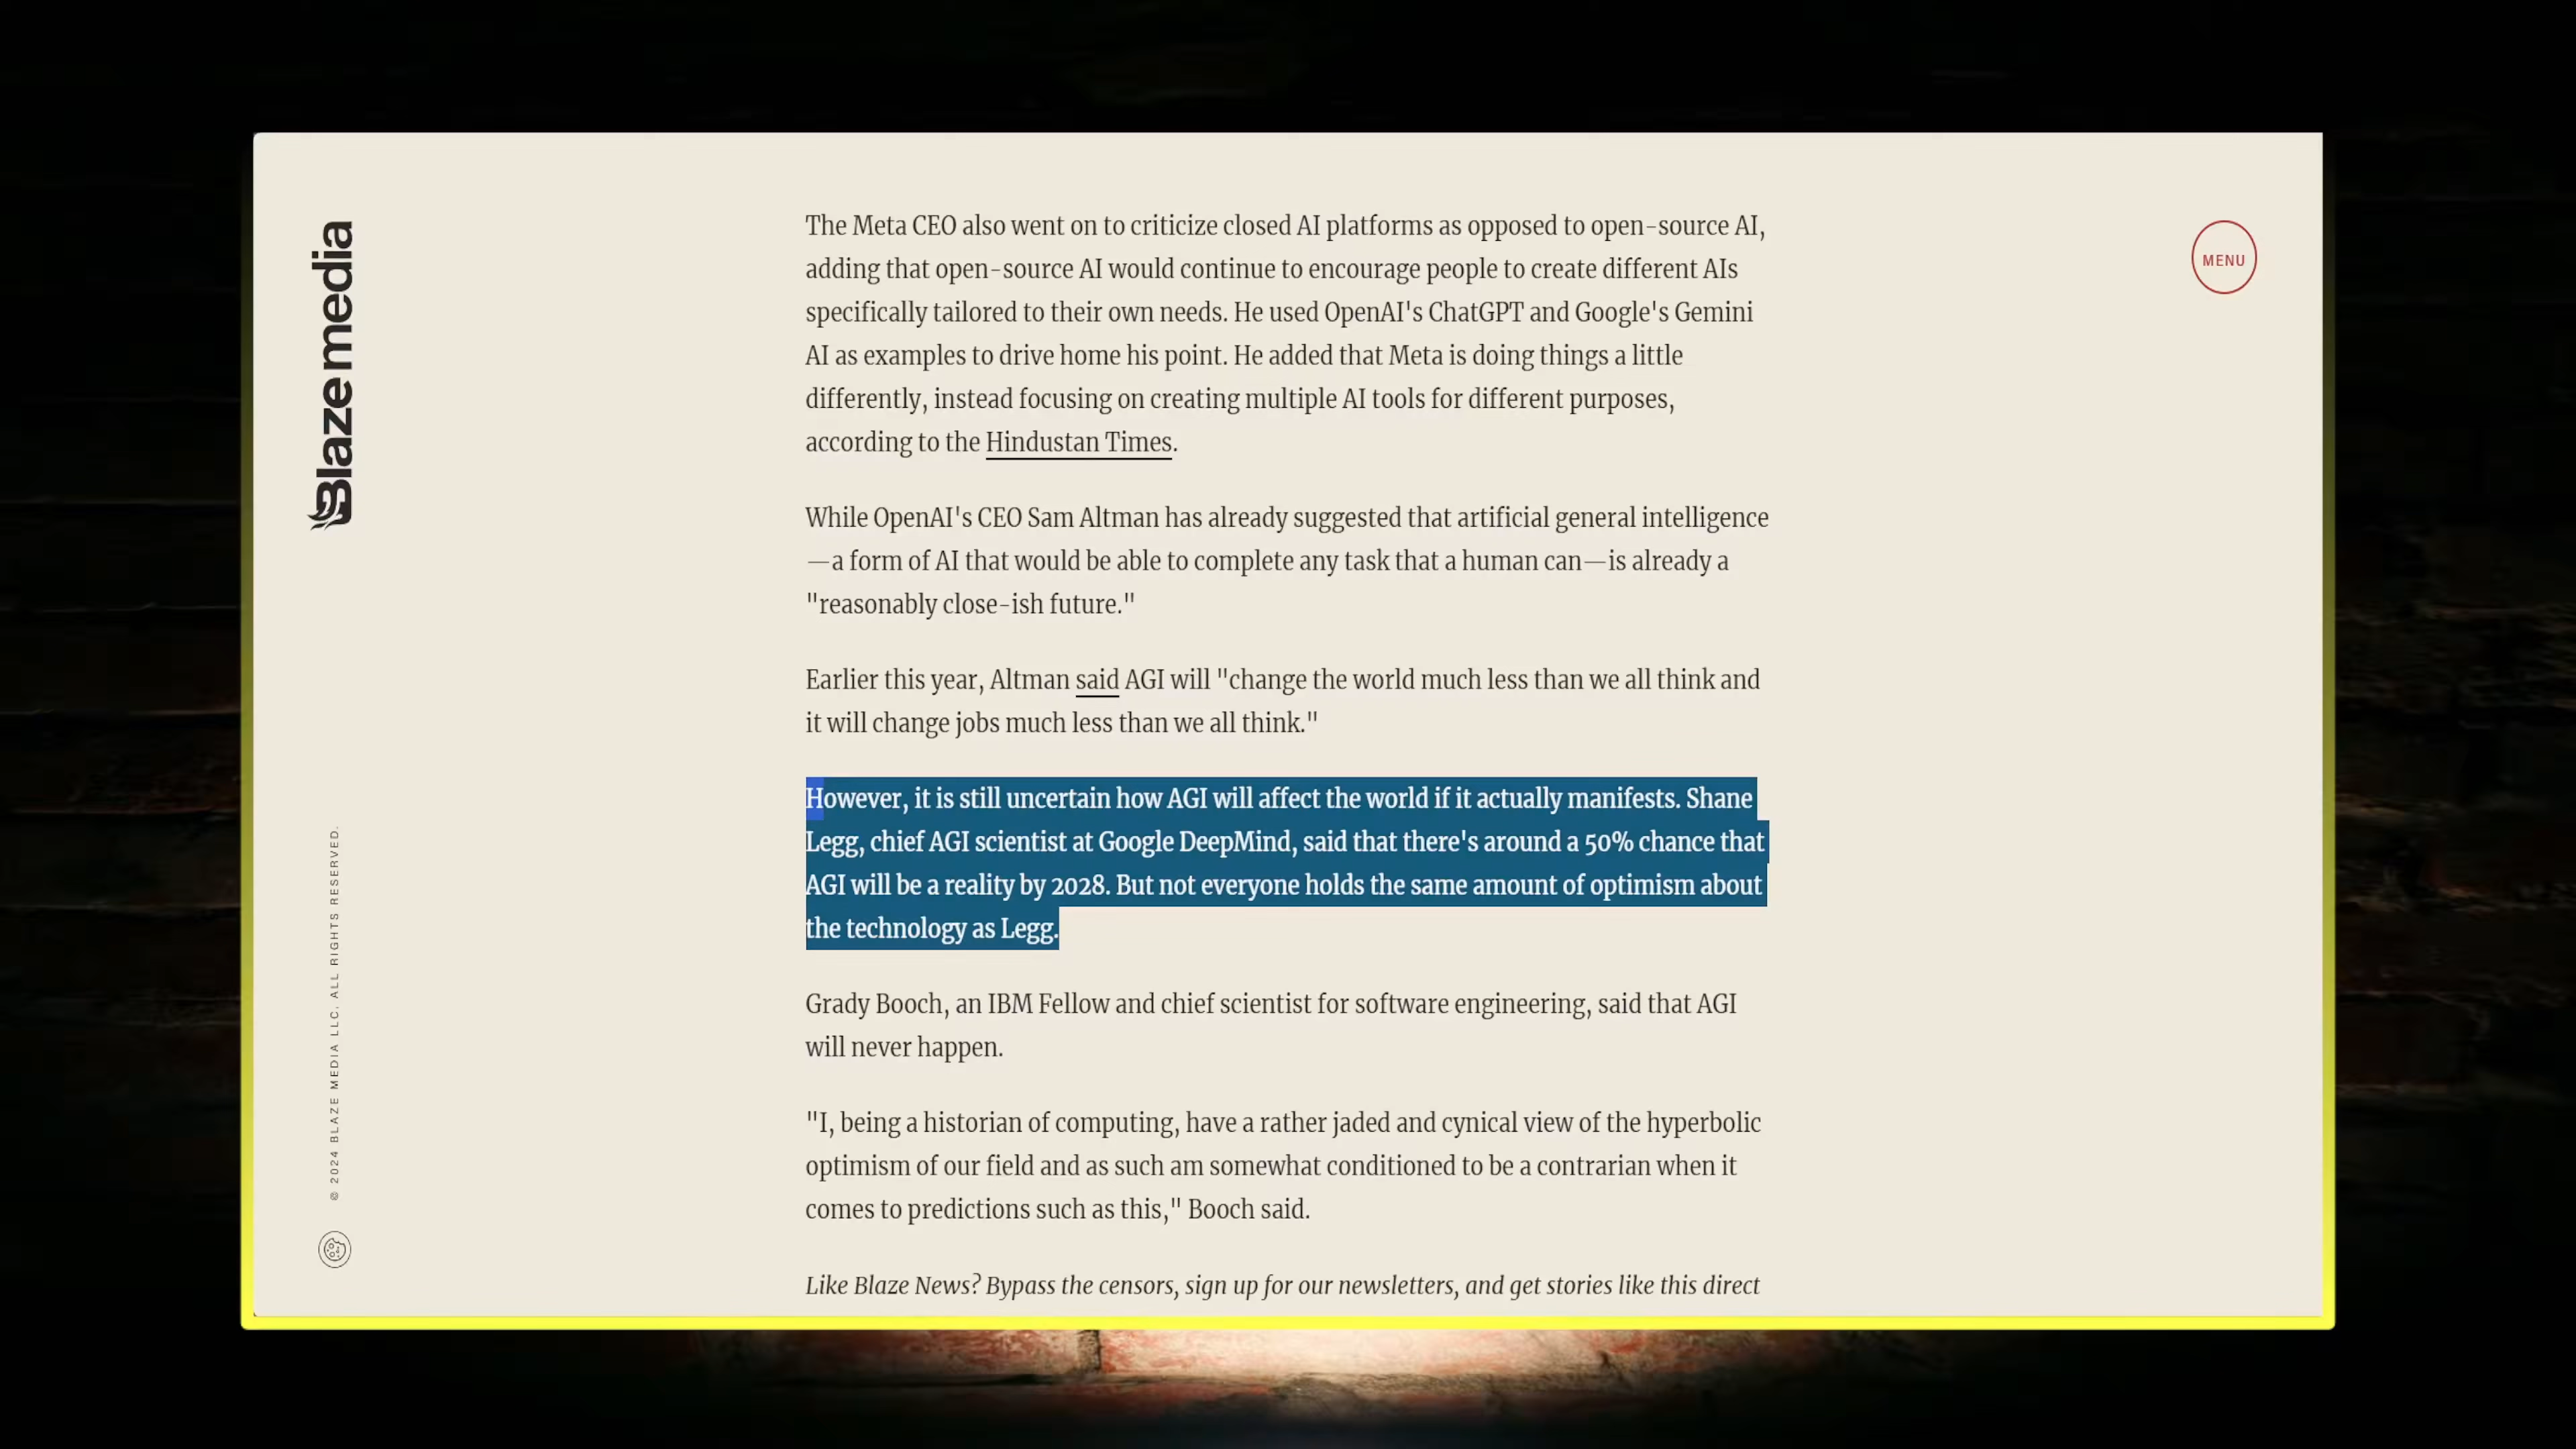 Blaze media
MENU
The Meta CEO also went on to criticize closed AI platforms as opposed to open-source AI,
adding that open-source AI would continue to encourage people to create different AIs
specifically tailored to their own needs. He used OpenAI's ChatGPT and Google's Gemini
AI as examples to drive home his point. He added that Meta is doing things a little
differently, instead focusing on creating multiple AI tools for different purposes,
according to the Hindustan Times.
While OpenAI's CEO Sam Altman has already suggested that artificial general intelligence
—a form of AI that would be able to complete any task that a human can—is already a
"reasonably close-ish future."
Earlier this year, Altman said AGI will "change the world much less than we all think and
it will change jobs much less than we all think."
However, it is still uncertain how AGI will affect the world if it actually manifests. Shane
Legg, chief AGI scientist at Google DeepMind, said that there's around a 50% chance that
AGI will be a reality by 2028. But not everyone holds the same amount of optimism about
the technology as Legg.
Grady Booch, an IBM Fellow and chief scientist for software engineering, said that AGI
will never happen.
"I, being a historian of computing, have a rather jaded and cynical view of the hyperbolic
optimism of our field and as such am somewhat conditioned to be a contrarian when it
comes to predictions such as this," Booch said.
Like Blaze News? Bypass the censors, sign up for our newsletters, and get stories like this direct
© 2024 BLAZE MEDIA LLC. ALL RIGHTS RESERVED.